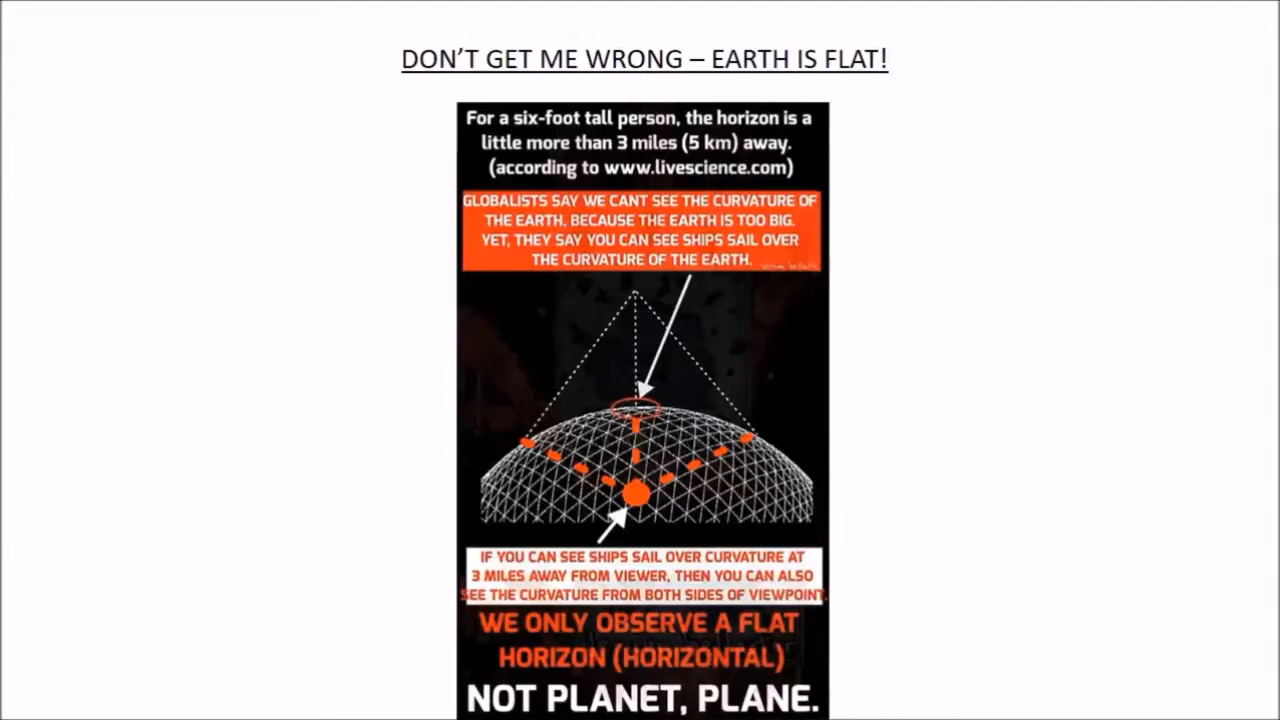 DON'T GET ME WRONG – EARTH IS FLAT!
For a six-foot tall person, the horizon is a
little more than 3 miles (5 km) away.
(according to www.livescience.com)
GLOBALISTS SAY WE CANT SEE THE CURVATURE OF
THE EARTH, BECAUSE THE EARTH IS TOO BIG.
YET, THEY SAY YOU CAN SEE SHIPS SAIL OVER
THE CURVATURE OF THE EARTH.
IF YOU CAN SEE SHIPS SAIL OVER CURVATURE AT
3 MILES AWAY FROM VIEWER, THEN YOU CAN ALSO
SEE THE CURVATURE FROM BOTH SIDES OF VIEWPOINT.
WE ONLY OBSERVE A FLAT
HORIZON (HORIZONTAL)
NOT PLANET, PLANE.